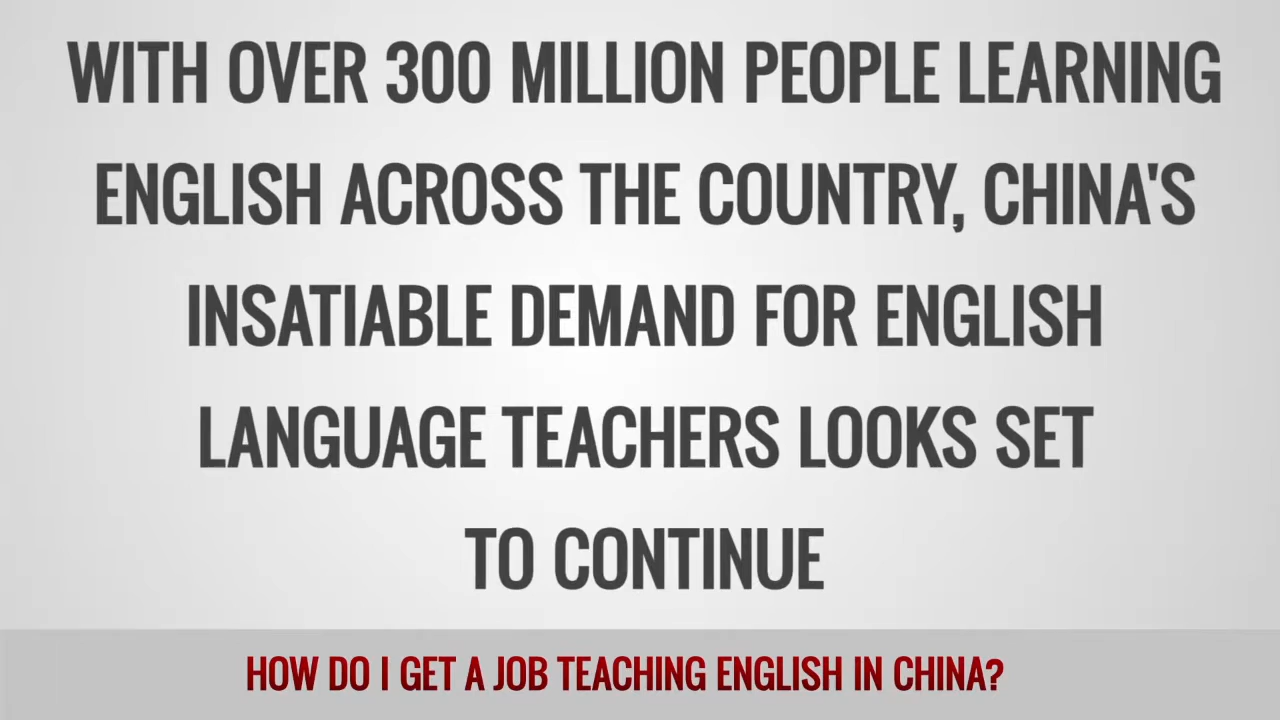 WITH OVER 300 MILLION PEOPLE LEARNING
ENGLISH ACROSS THE COUNTRY, CHINA'S
INSATIABLE DEMAND FOR ENGLISH
LANGUAGE TEACHERS LOOKS SET
TO CONTINUE
HOW DO I GET A JOB TEACHING ENGLISH IN CHINA?